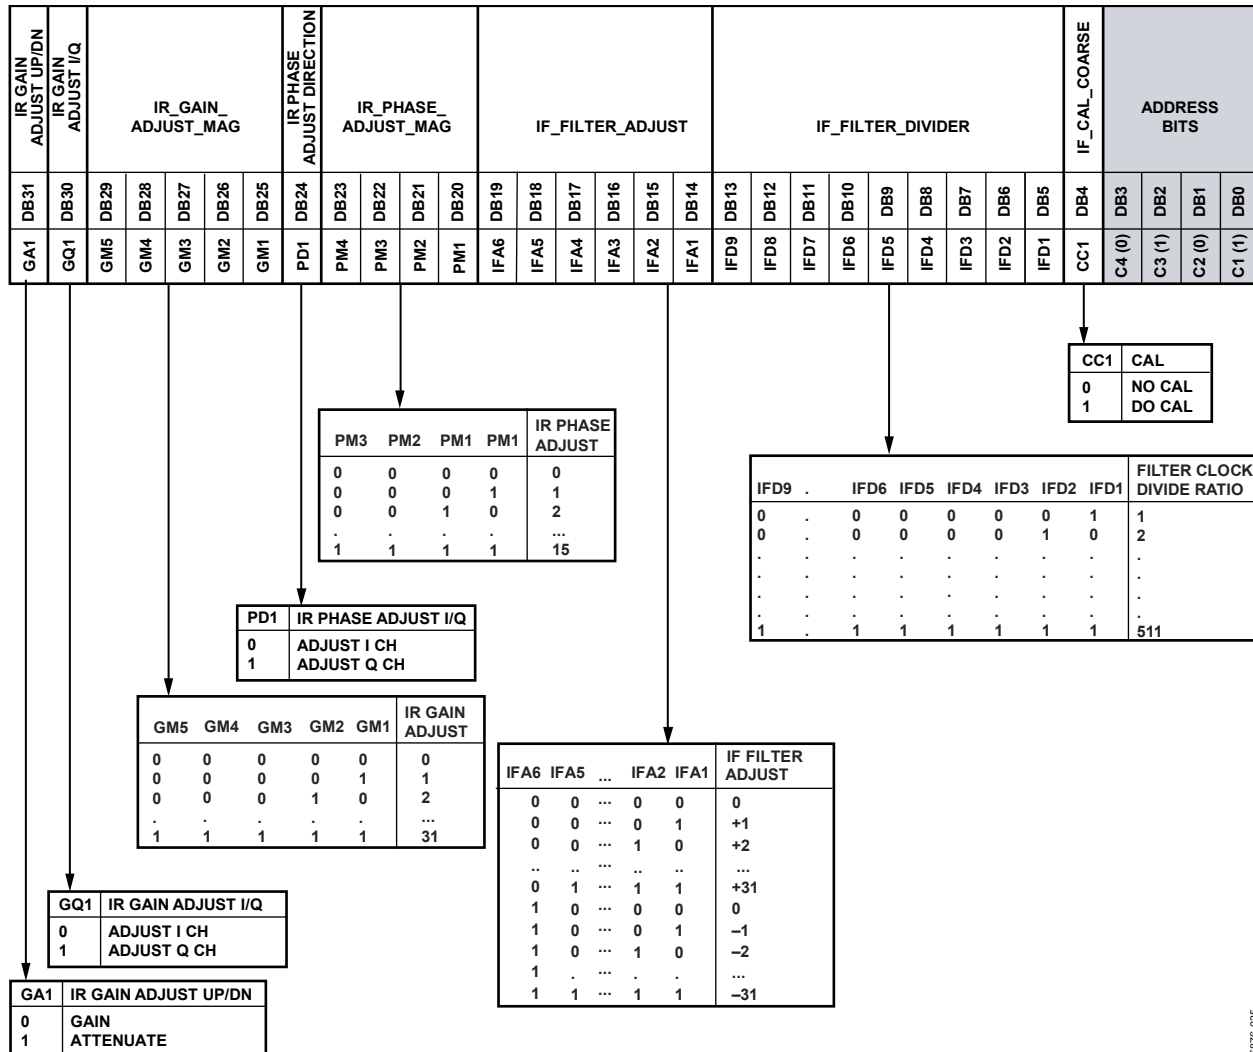 IR GAIN
ADJUST UP/DN
IR GAIN
ADJUST I/Q
IR_GAIN_
ADJUST_MAG
IR PHASE
ADJUST DIRECTION
IR_PHASE_
ADJUST_MAG
IF_FILTER_ADJUST
IF_FILTER_DIVIDER
IF_CAL_COARSE
ADDRESS
BITS
DB31 DB30 DB29 DB28 DB27 DB26 DB25 DB24 DB23 DB22 DB21 DB20 DB19 DB18 DB17 DB16 DB15 DB14 DB13 DB12 DB11 DB10 DB9 DB8 DB7 DB6 DB5 DB4 DB3 DB2 DB1 DB0
GA1 GQ1 GM5 GM4 GM3 GM2 GM1 PD1 PM4 PM3 PM2 PM1 IFA6 IFA5 IFA4 IFA3 IFA2 IFA1 IFD9 IFD8 IFD7 IFD6 IFD5 IFD4 IFD3 IFD2 IFD1 CC1 C4 (0) C3 (1) C2 (0) C1 (1)
CC1 CAL
0 NO CAL
1 DO CAL
PM3 PM2 PM1 PM1 IR PHASE
ADJUST
0 0 0 0 0
0 0 0 1 1
0 0 1 0 2
. . . . ...
1 1 1 1 15
IFD9 . IFD6 IFD5 IFD4 IFD3 IFD2 IFD1 FILTER CLOCK
DIVIDE RATIO
0 . 0 0 0 0 0 1 1
0 . 0 0 0 0 1 0 2
. . . . . . . . .
. . . . . . . . .
. . . . . . . . .
. . . . . . . . .
1 . 1 1 1 1 1 1 511
PD1 IR PHASE ADJUST I/Q
0 ADJUST I CH
1 ADJUST Q CH
GM5 GM4 GM3 GM2 GM1 IR GAIN
ADJUST
0 0 0 0 0 0
0 0 0 0 1 1
0 0 0 1 0 2
. . . . . ...
1 1 1 1 1 31
IFA6 IFA5 ... IFA2 IFA1 IF FILTER
ADJUST
0 0 ... 0 0 0
0 0 ... 0 1 +1
0 0 ... 1 0 +2
.. .. ... .. .. ...
0 1 ... 1 1 +31
1 0 ... 0 0 0
1 0 ... 0 1 –1
1 0 ... 1 0 –2
1 . ... . . ...
1 1 ... 1 1 –31
GQ1 IR GAIN ADJUST I/Q
0 ADJUST I CH
1 ADJUST Q CH
GA1 IR GAIN ADJUST UP/DN
0 GAIN
1 ATTENUATE